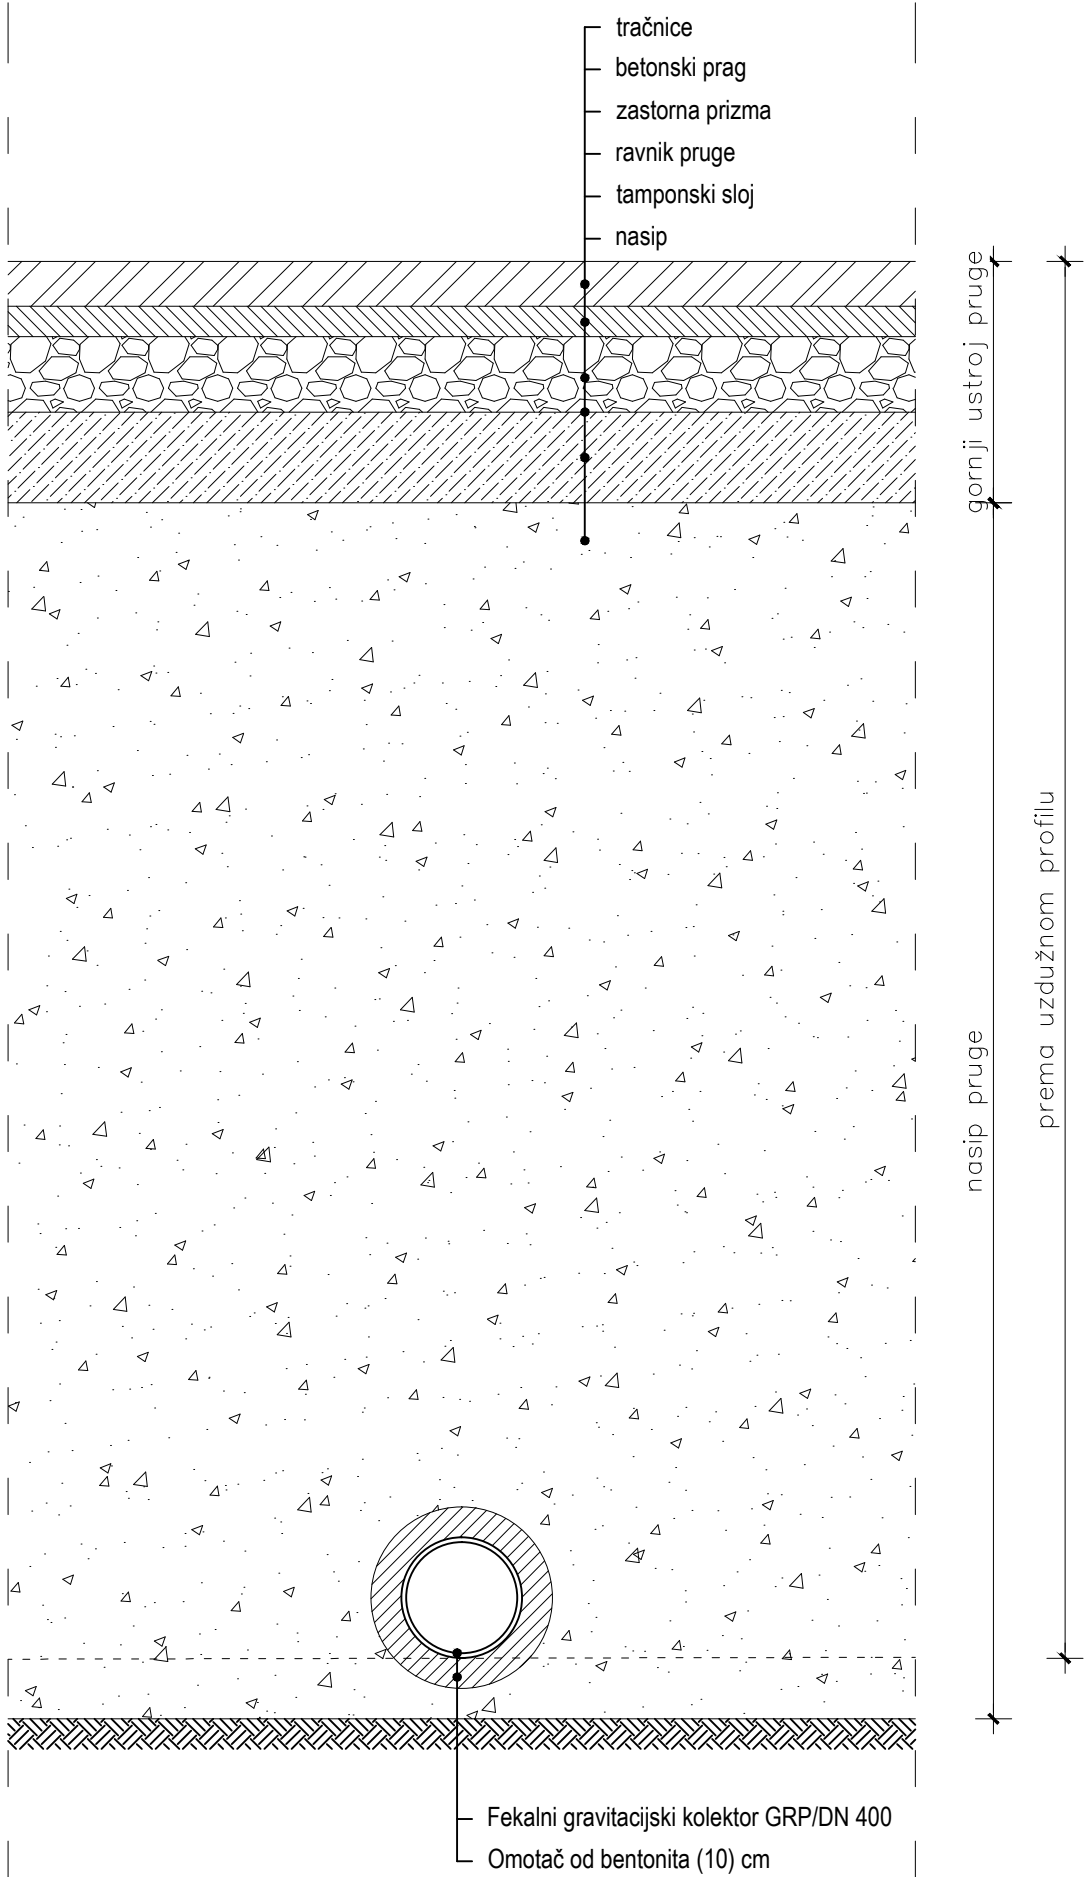 tračnice
betonski prag
zastorna prizma
ravnik pruge
tamponski sloj
nasip
gornji ustroj pruge
prema uzdužnom profilu
nasip pruge
Fekalni gravitacijski kolektor GRP/DN 400
Omotač od bentonita (10) cm